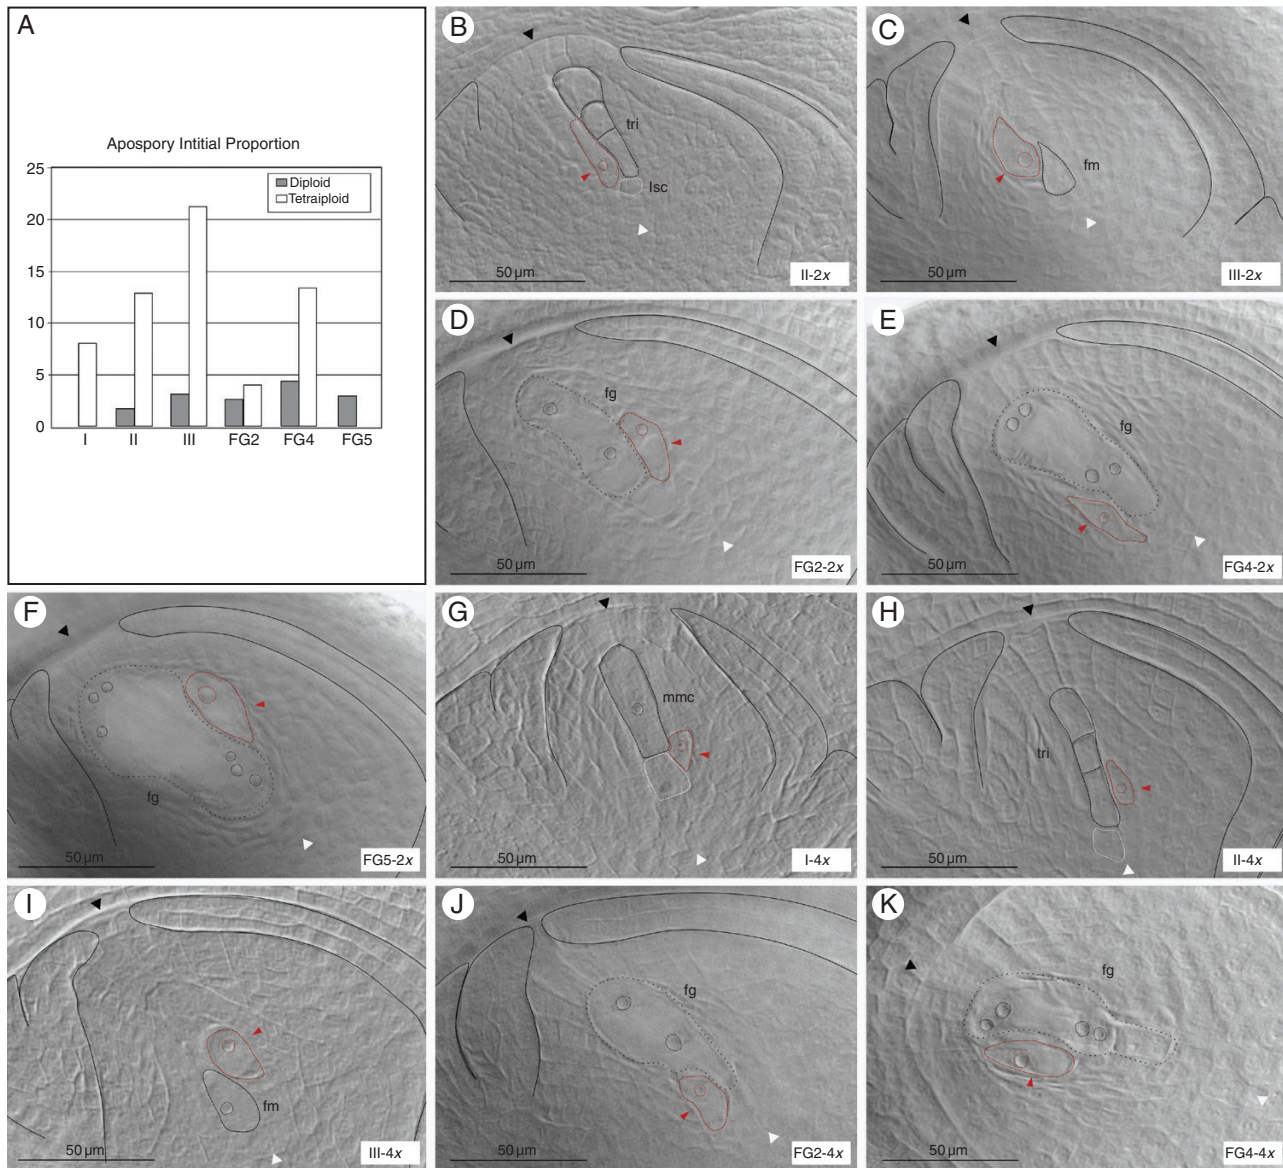 A
Apospory Intitial Proportion
25
20
15
10
5
0
Diploid
Tetraiploid
I II III FG2 FG4 FG5
B
tri
lsc
50 µm
II-2x
C
fm
50 µm
III-2x
D
fg
50 µm
FG2-2x
E
fg
50 µm
FG4-2x
F
fg
50 µm
FG5-2x
G
mmc
50 µm
I-4x
H
tri
50 µm
II-4x
I
fm
50 µm
III-4x
J
fg
50 µm
FG2-4x
K
fg
50 µm
FG4-4x